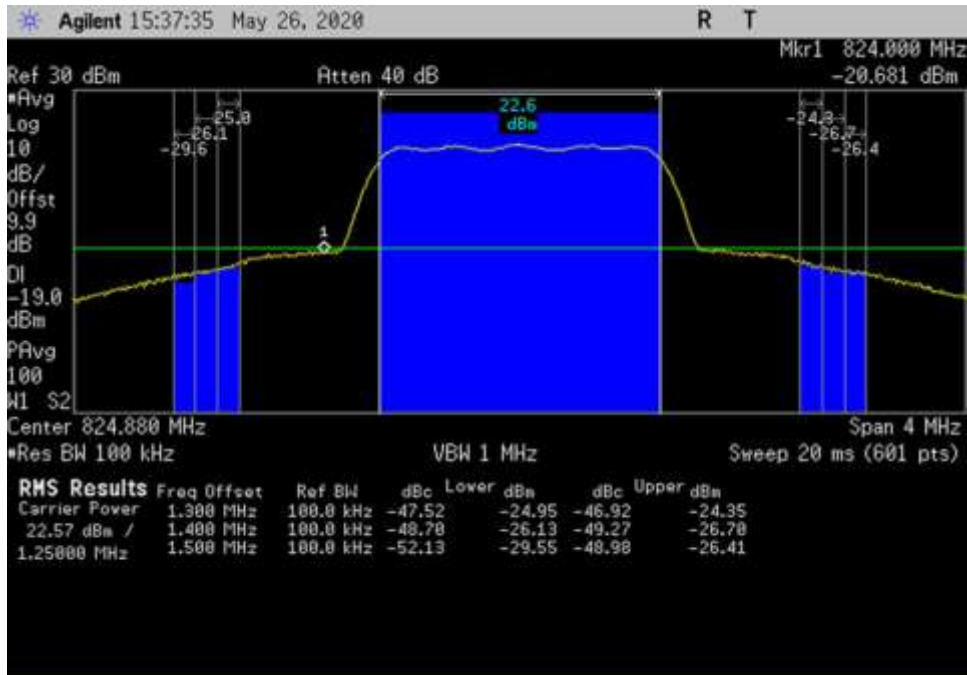 Agilent 15:37:35 May 26, 2020 R T
Mkr1 824.000 MHz
Ref 30 dBm Atten 40 dB -20.681 dBm
*Avg
Log
10
dB/
Offst
9.9
dB
DI
-19.0
dBm
PAvg
100
W1 S2
22.6
dBm
-25.0
-26.1
-29.6
-24.3
-26.7
-26.4
1
Center 824.880 MHz Span 4 MHz
*Res BW 100 kHz VBW 1 MHz Sweep 20 ms (601 pts)
RMS Results Freq Offset Ref BW dBc Lower dBm dBc Upper dBm
Carrier Power 1.300 MHz 100.0 kHz -47.52 -24.95 -46.92 -24.35
22.57 dBm / 1.400 MHz 100.0 kHz -48.70 -26.13 -49.27 -26.70
1.25000 MHz 1.500 MHz 100.0 kHz -52.13 -29.55 -48.98 -26.41